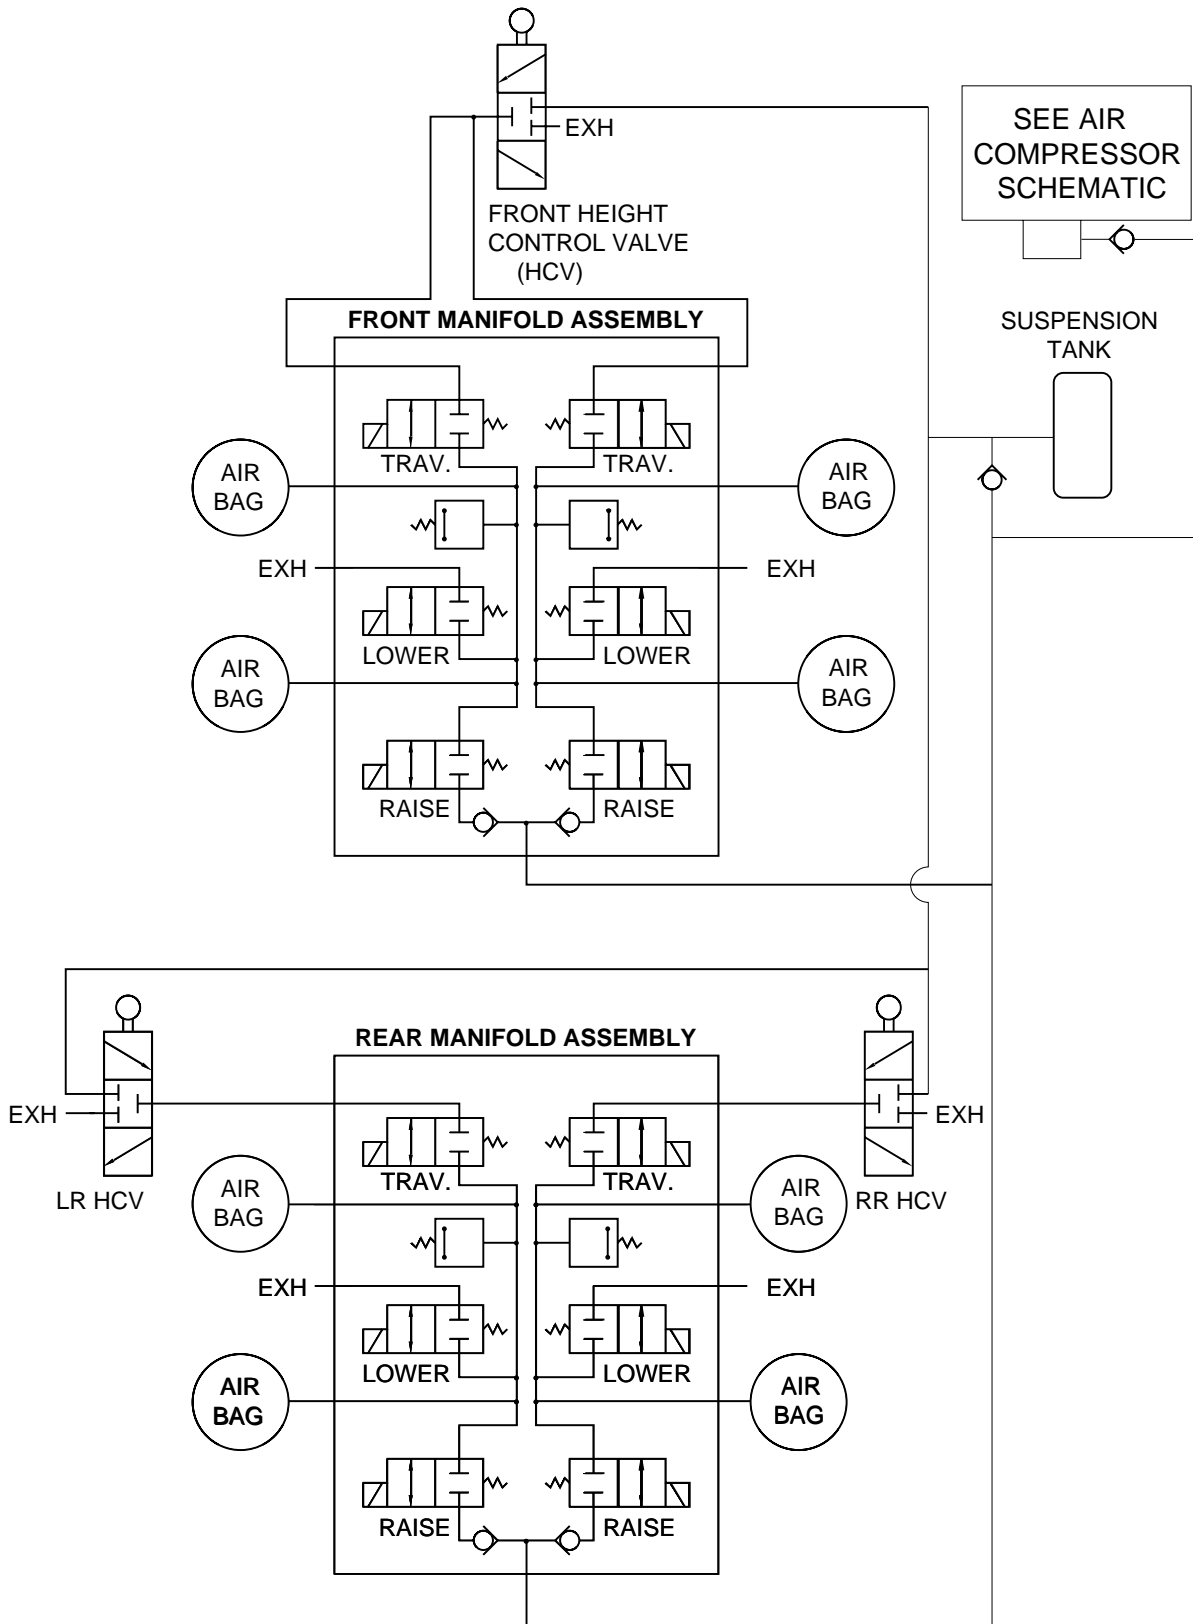 EXH
FRONT HEIGHT
CONTROL VALVE
(HCV)
SEE AIR
COMPRESSOR
SCHEMATIC
SUSPENSION
TANK
FRONT MANIFOLD ASSEMBLY
TRAV.
TRAV.
AIR
BAG
AIR
BAG
EXH
EXH
LOWER
LOWER
AIR
BAG
AIR
BAG
RAISE
RAISE
REAR MANIFOLD ASSEMBLY
EXH
EXH
LR HCV
RR HCV
TRAV.
TRAV.
AIR
BAG
AIR
BAG
EXH
EXH
LOWER
LOWER
AIR
BAG
AIR
BAG
RAISE
RAISE